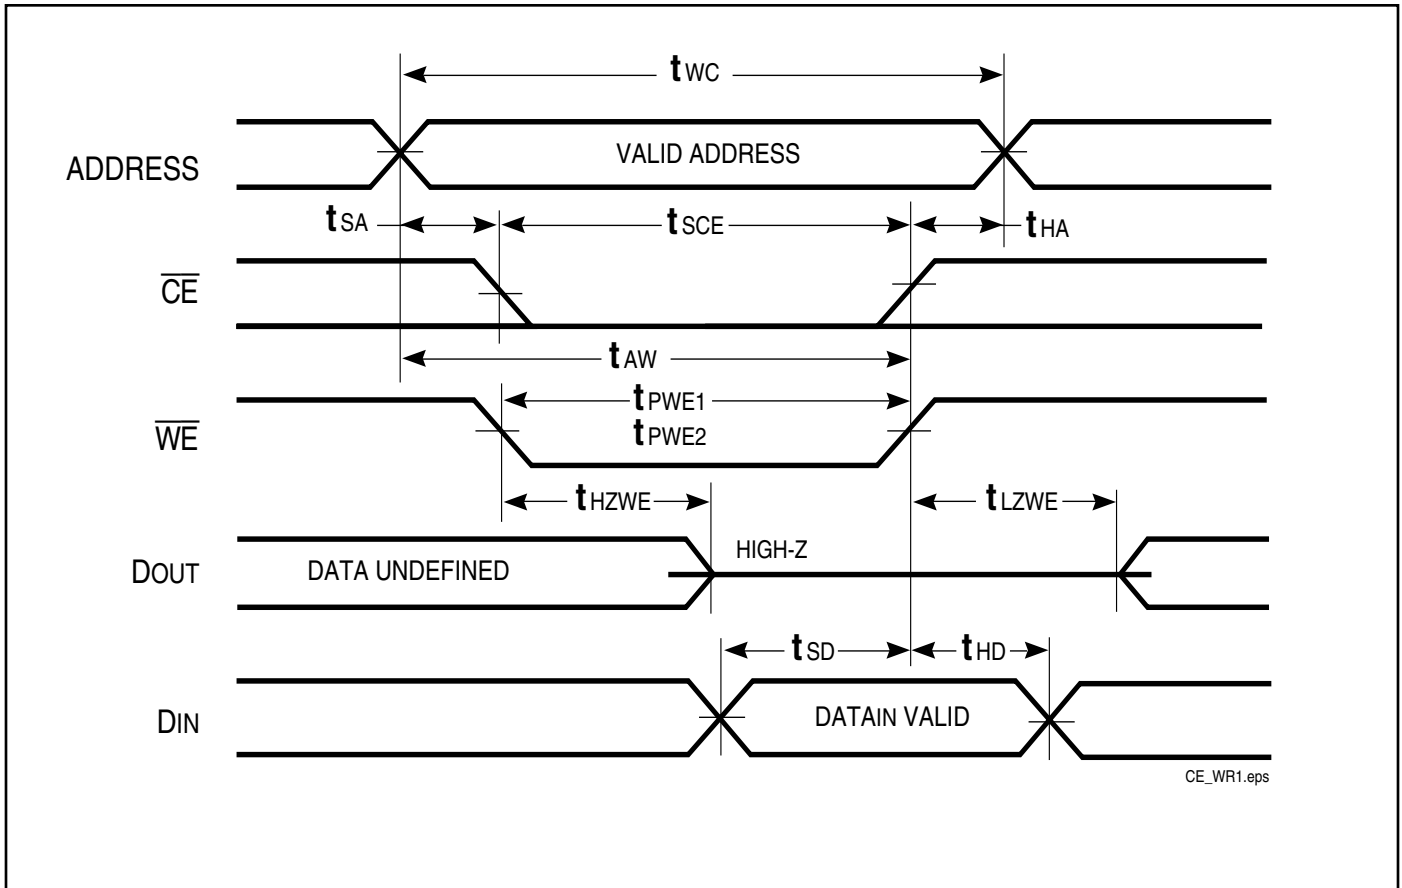 tWC
ADDRESS
VALID ADDRESS
tSA
tSCE
tHA
CE
tAW
WE
tPWE1
tPWE2
tHZWE
tLZWE
DOUT
DATA UNDEFINED
HIGH-Z
tSD
tHD
DIN
DATAIN VALID
CE_WR1.eps